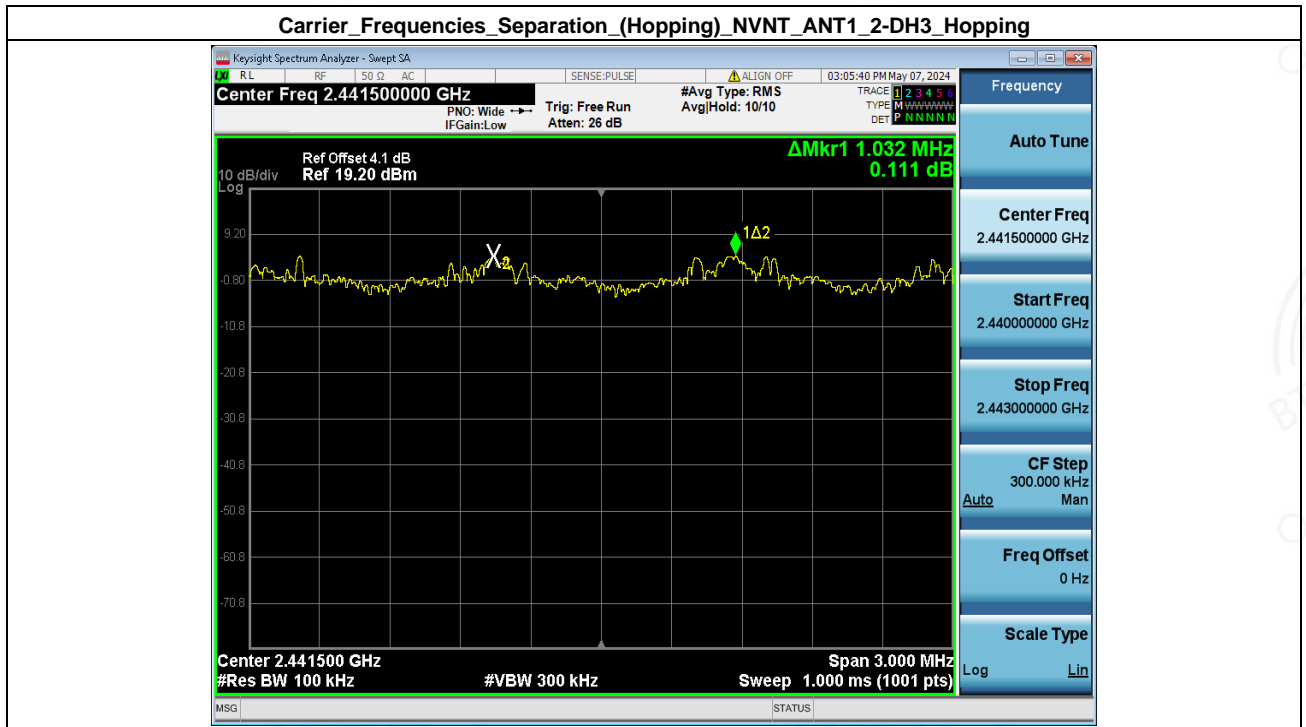 Carrier_Frequencies_Separation_(Hopping)_NVNT_ANT1_2-DH3_Hopping
Keysight Spectrum Analyzer - Swept SA
LXI RL RF 50 Ω AC SENSE:PULSE ALIGN OFF 03:05:40 PM May 07, 2024
Center Freq 2.441500000 GHz
PNO: Wide
IFGain:Low
Trig: Free Run
Atten: 26 dB
#Avg Type: RMS
Avg|Hold: 10/10
TRACE 1 2 3 4 5 6
TYPE M WWWWW
DET P N N N N N
Ref Offset 4.1 dB
10 dB/div Ref 19.20 dBm
Log
ΔMkr1 1.032 MHz
0.111 dB
1Δ2
2
9.20
-0.80
-10.8
-20.8
-30.8
-40.8
-50.8
-60.8
-70.8
Center 2.441500 GHz Span 3.000 MHz
#Res BW 100 kHz #VBW 300 kHz Sweep 1.000 ms (1001 pts)
MSG STATUS
Frequency
Auto Tune
Center Freq
2.441500000 GHz
Start Freq
2.440000000 GHz
Stop Freq
2.443000000 GHz
CF Step
300.000 kHz
Auto Man
Freq Offset
0 Hz
Scale Type
Log Lin